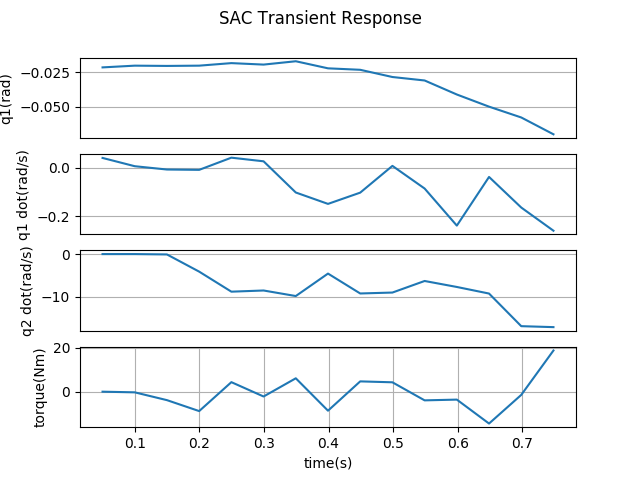 SAC Transient Response
q1(rad)
−0.025
−0.050
q1 dot(rad/s)
0.0
−0.2
q2 dot(rad/s)
0
−10
torque(Nm)
20
0
0.1 0.2 0.3 0.4 0.5 0.6 0.7
time(s)